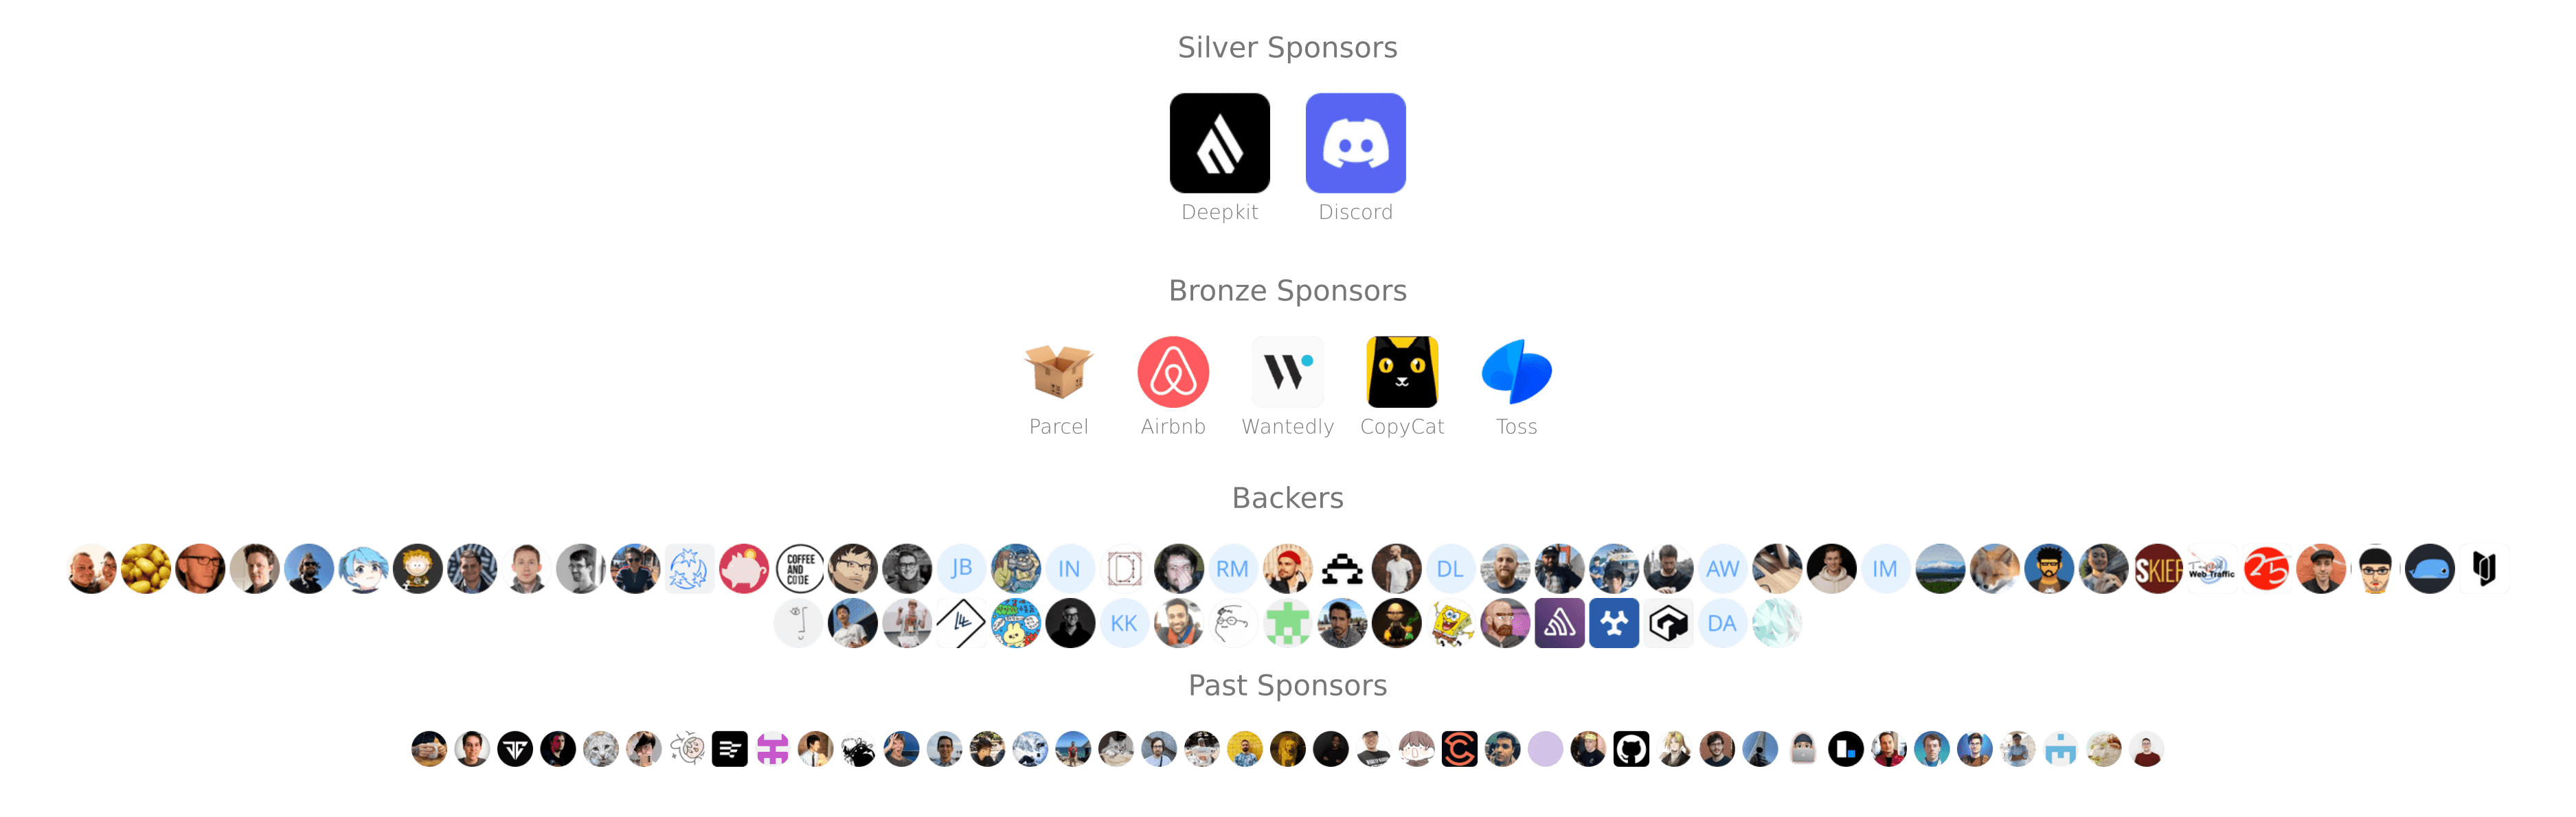 Silver Sponsors
Deepkit
Discord
Bronze Sponsors
Parcel
Airbnb
Wantedly
CopyCat
Toss
Backers
COFFEE
AND
CODE
JB
IN
RM
DL
AW
IM
SKIEF
Web Traffic
25
KK
DA
Past Sponsors